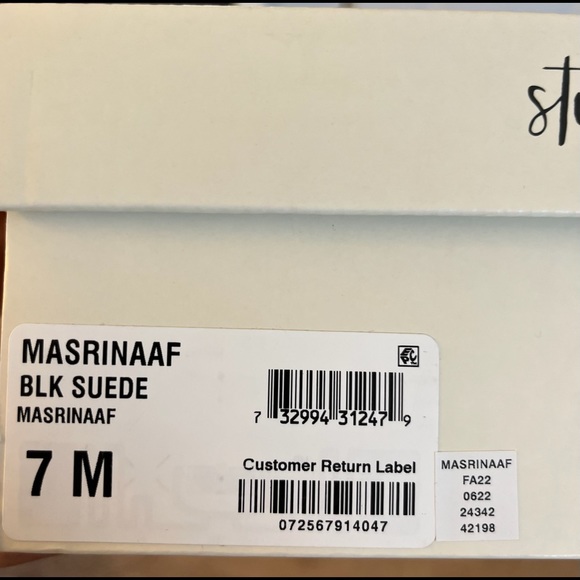 MASRINAAF
BLK SUEDE
MASRINAAF
7 M
7 32994 31247 9
Customer Return Label
072567914047
MASRINAAF
FA22
0622
24342
42198